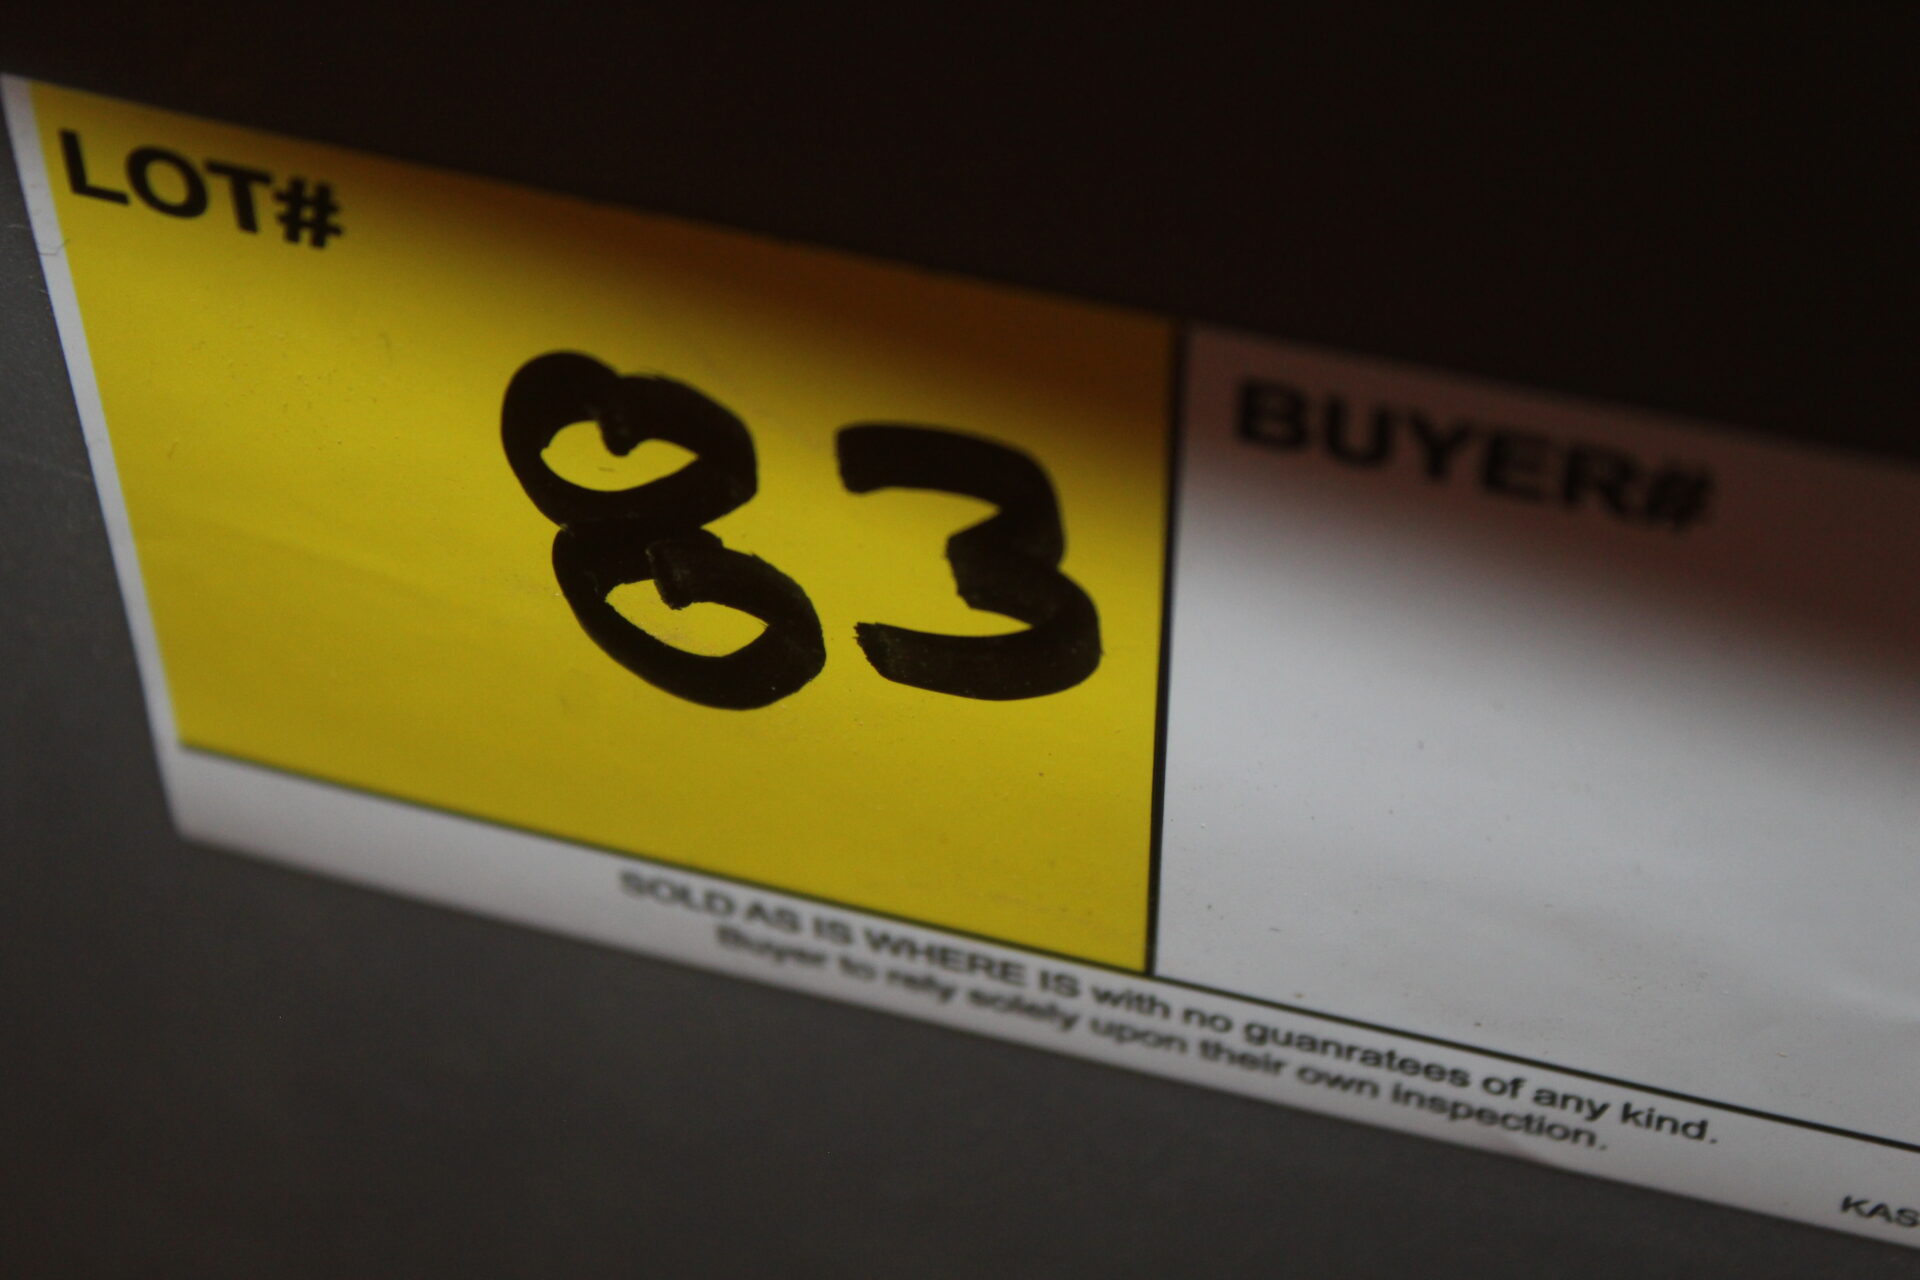 LOT#
83
BUYER#
SOLD AS IS WHERE IS with no guanratees of any kind.
Buyer to rely solely upon their own inspection.
KAS